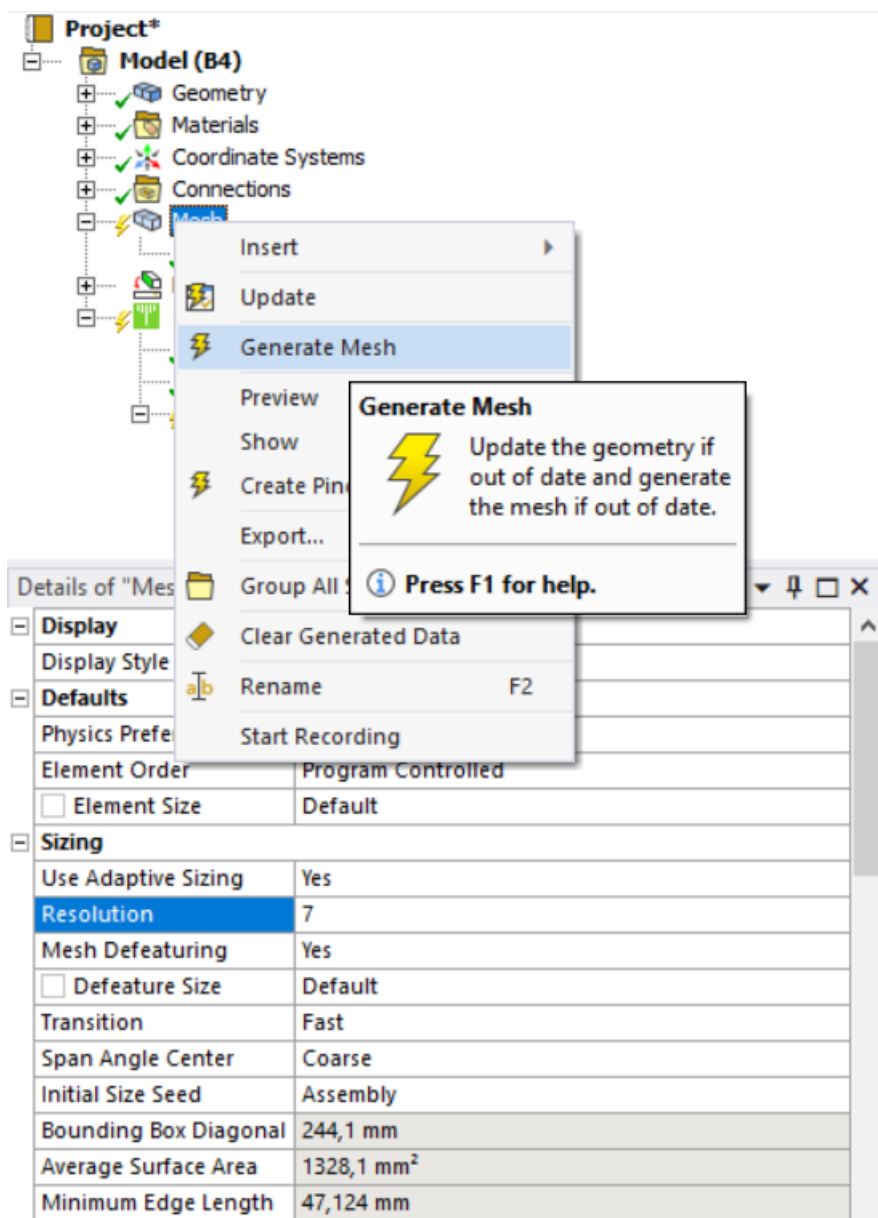 Project*
Model (B4)
Geometry
Materials
Coordinate Systems
Connections
Mesh
Insert
Update
Generate Mesh
Preview
Show
Create Pin
Export...
Group All S
Clear Generated Data
Rename F2
Start Recording
Generate Mesh
Update the geometry if
out of date and generate
the mesh if out of date.
Press F1 for help.
Details of "Mes
Display
Display Style
Defaults
Physics Prefe
Element Order Program Controlled
Element Size Default
Sizing
Use Adaptive Sizing Yes
Resolution 7
Mesh Defeaturing Yes
Defeature Size Default
Transition Fast
Span Angle Center Coarse
Initial Size Seed Assembly
Bounding Box Diagonal 244,1 mm
Average Surface Area 1328,1 mm²
Minimum Edge Length 47,124 mm